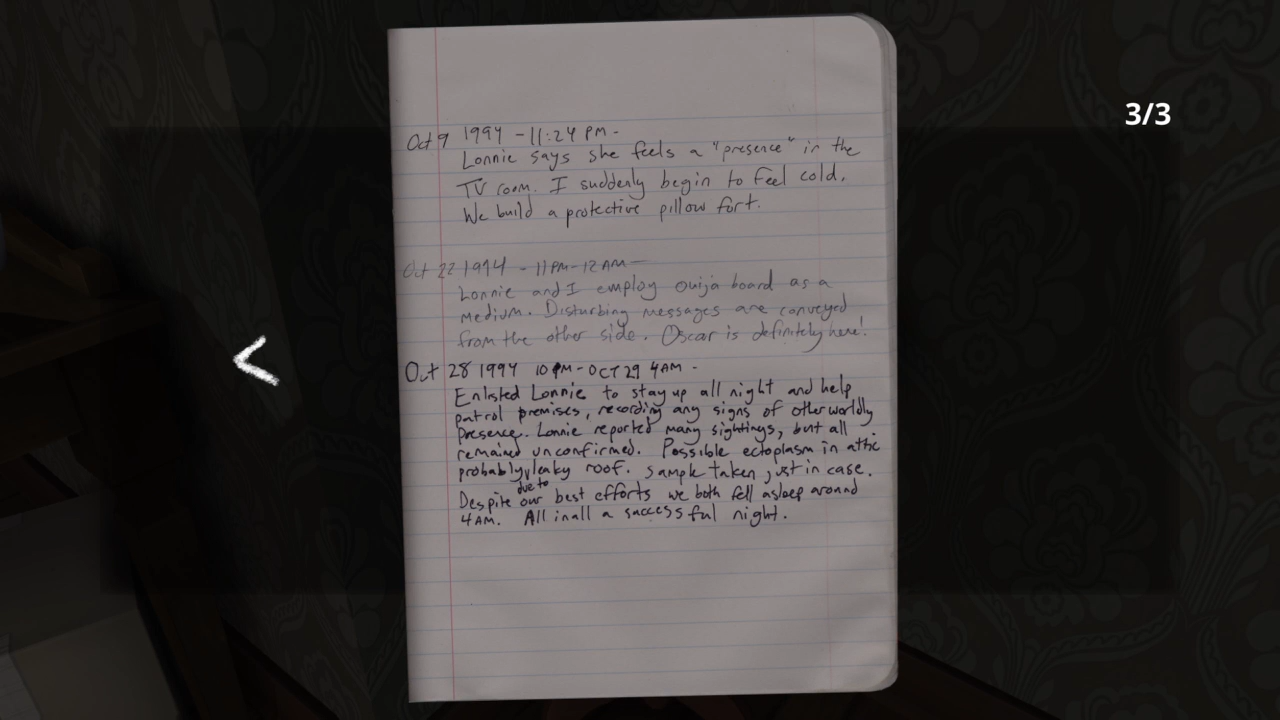 3/3
Oct 9 1994 - 11:24 PM -
Lonnie says she feels a "presence" in the
TV room. I suddenly begin to feel cold.
We build a protective pillow fort.
Oct 22 1994 - 11PM-12AM-
Lonnie and I employ ouija board as a
medium. Disturbing messages are conveyed
from the other side. Oscar is definitely here!
Oct 28 1994 10PM-OCT 29 4AM -
Enlisted Lonnie to stay up all night and help
patrol premises, recording any signs of otherworldly
presence. Lonnie reported many sightings, but all
remained unconfirmed. Possible ectoplasm in attic
probably due to leaky roof. Sample taken just in case.
Despite our best efforts we both fell asleep around
4AM. All in all a successful night.